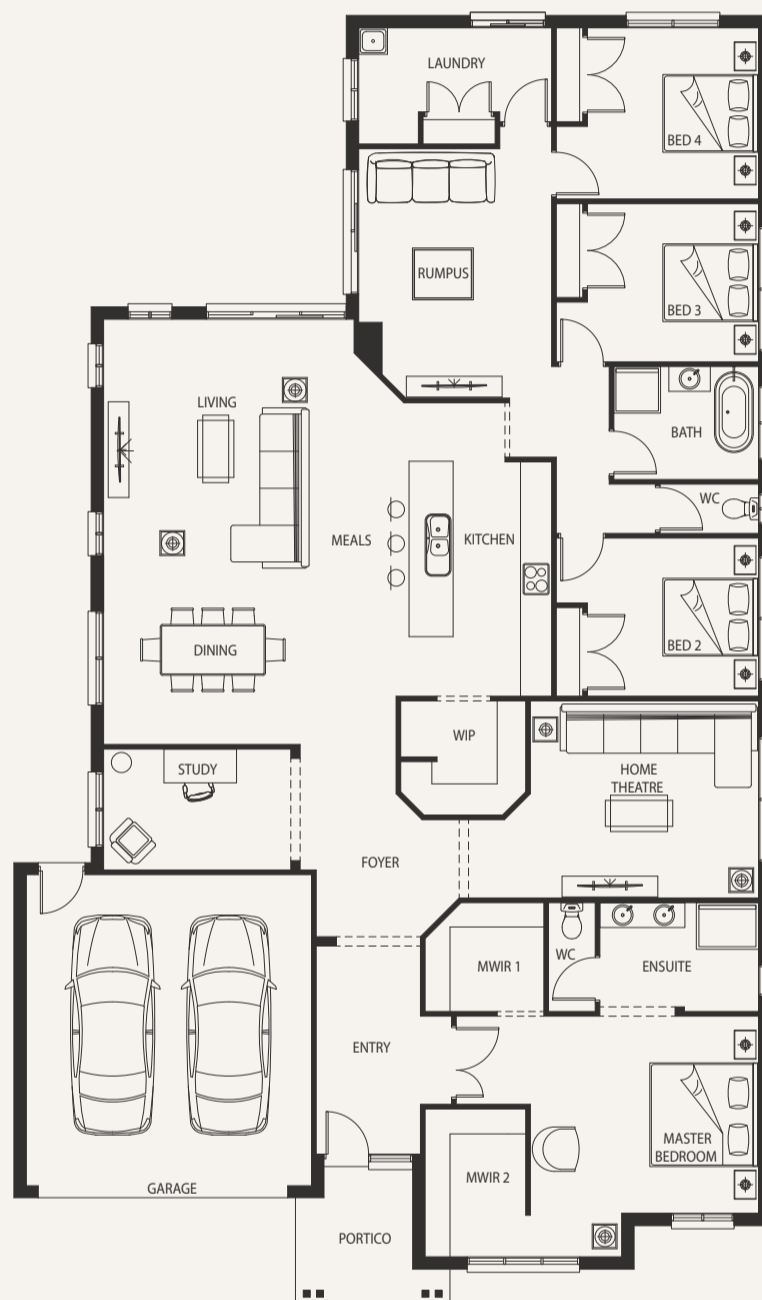 LAUNDRY
BED 4
RUMPUS
BED 3
LIVING
BATH
WC
MEALS
KITCHEN
BED 2
DINING
WIP
STUDY
HOME
THEATRE
FOYER
WC
MWIR 1
ENSUITE
ENTRY
MASTER
BEDROOM
MWIR 2
GARAGE
PORTICO